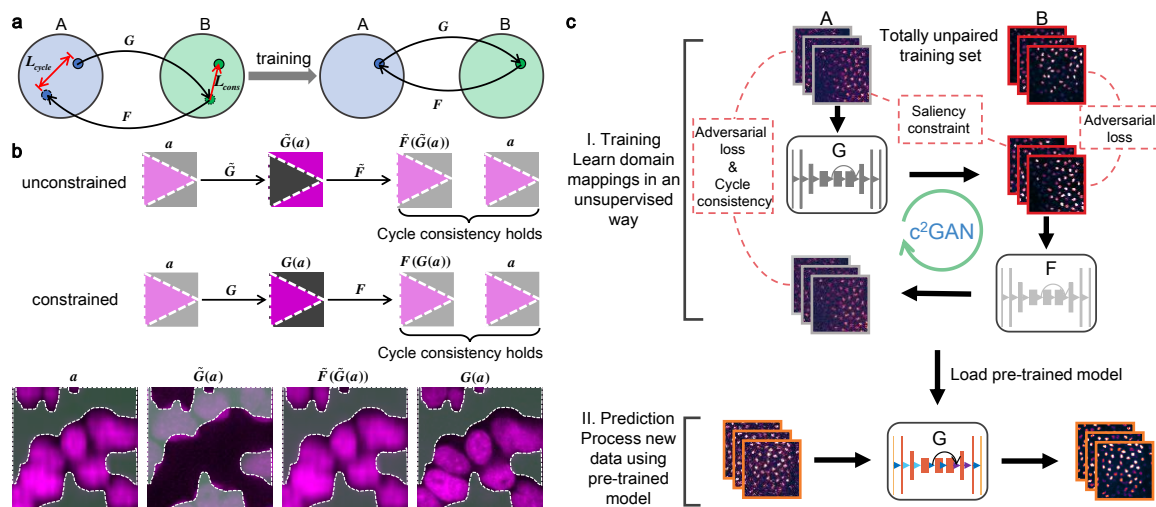 a
A
B
G
L_cycle
L_cons
F
training
G
F
A
B
b
a
G̃(a)
F̃(G̃(a))
a
unconstrained
G̃
F̃
Cycle consistency holds
a
G(a)
F(G(a))
a
constrained
G
F
Cycle consistency holds
a
G̃(a)
F̃(G̃(a))
G(a)
c
A
B
Totally unpaired
training set
I. Training
Learn domain
mappings in an
unsupervised
way
Adversarial
loss
&
Cycle
consistency
Saliency
constraint
Adversarial
loss
G
c²GAN
F
Load pre-trained model
II. Prediction
Process new
data using
pre-trained
model
G